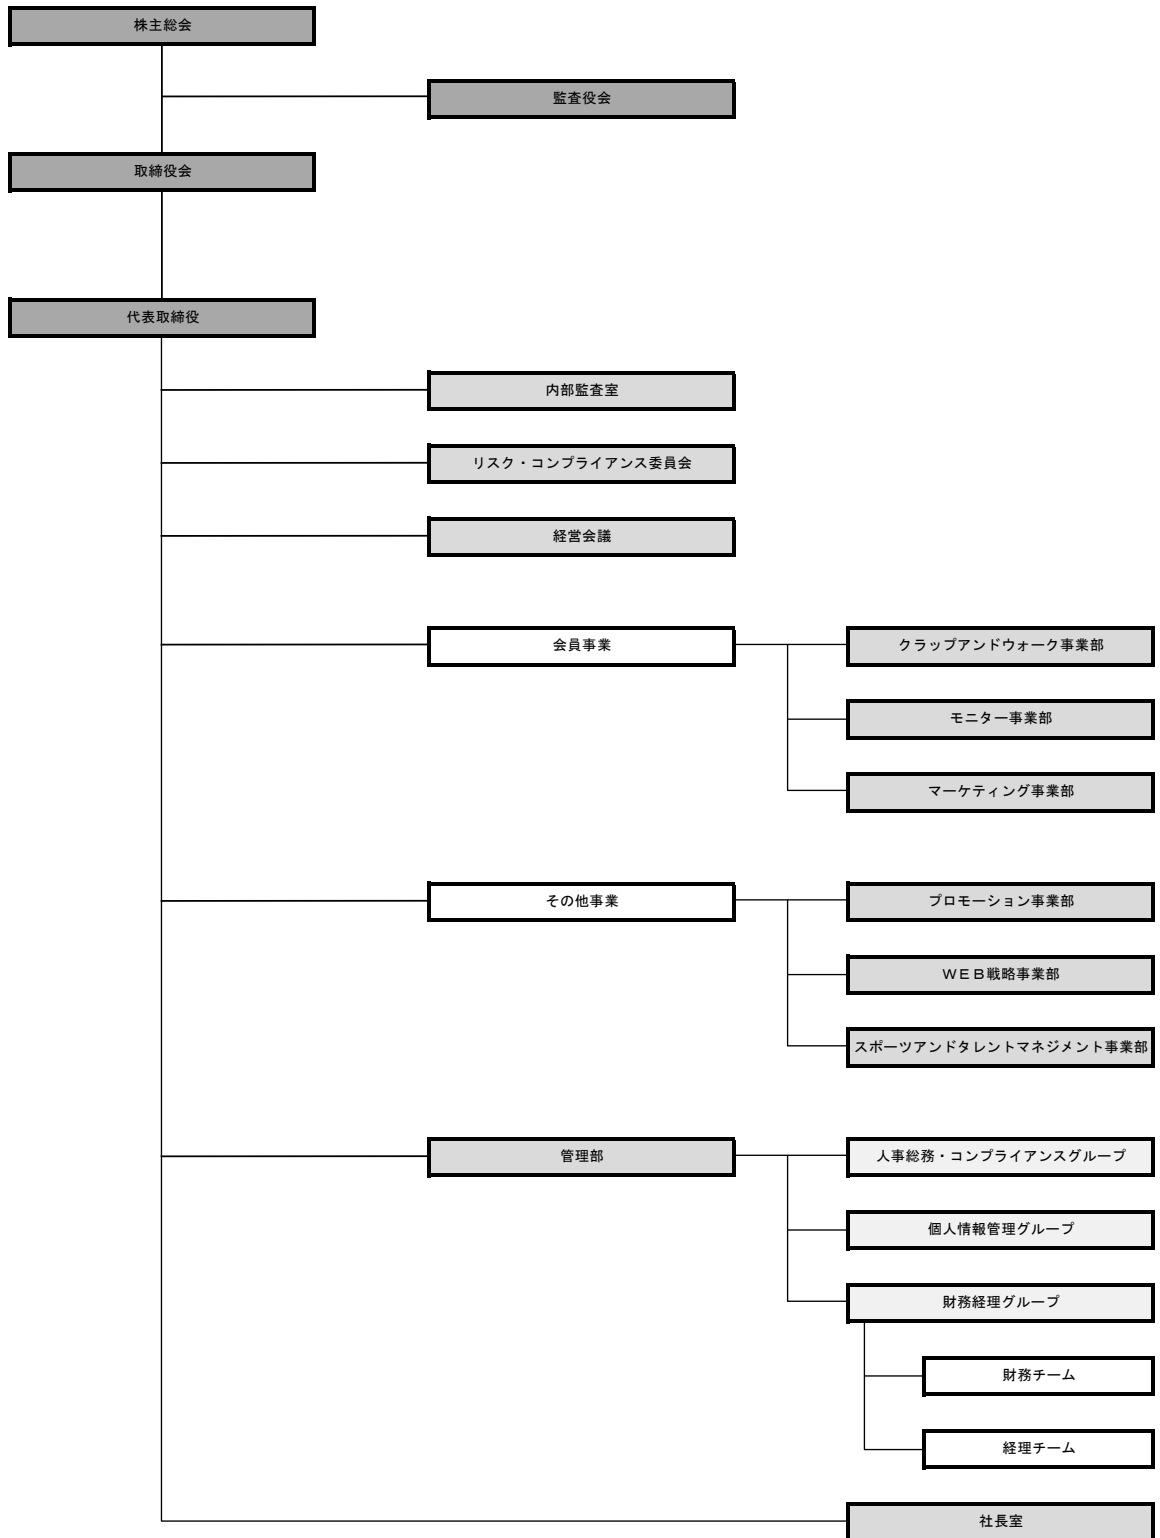 株主総会
監査役会
取締役会
代表取締役
内部監査室
リスク・コンプライアンス委員会
経営会議
会員事業
クラップアンドウォーク事業部
モニター事業部
マーケティング事業部
その他事業
プロモーション事業部
ＷＥＢ戦略事業部
スポーツアンドタレントマネジメント事業部
管理部
人事総務・コンプライアンスグループ
個人情報管理グループ
財務経理グループ
財務チーム
経理チーム
社長室